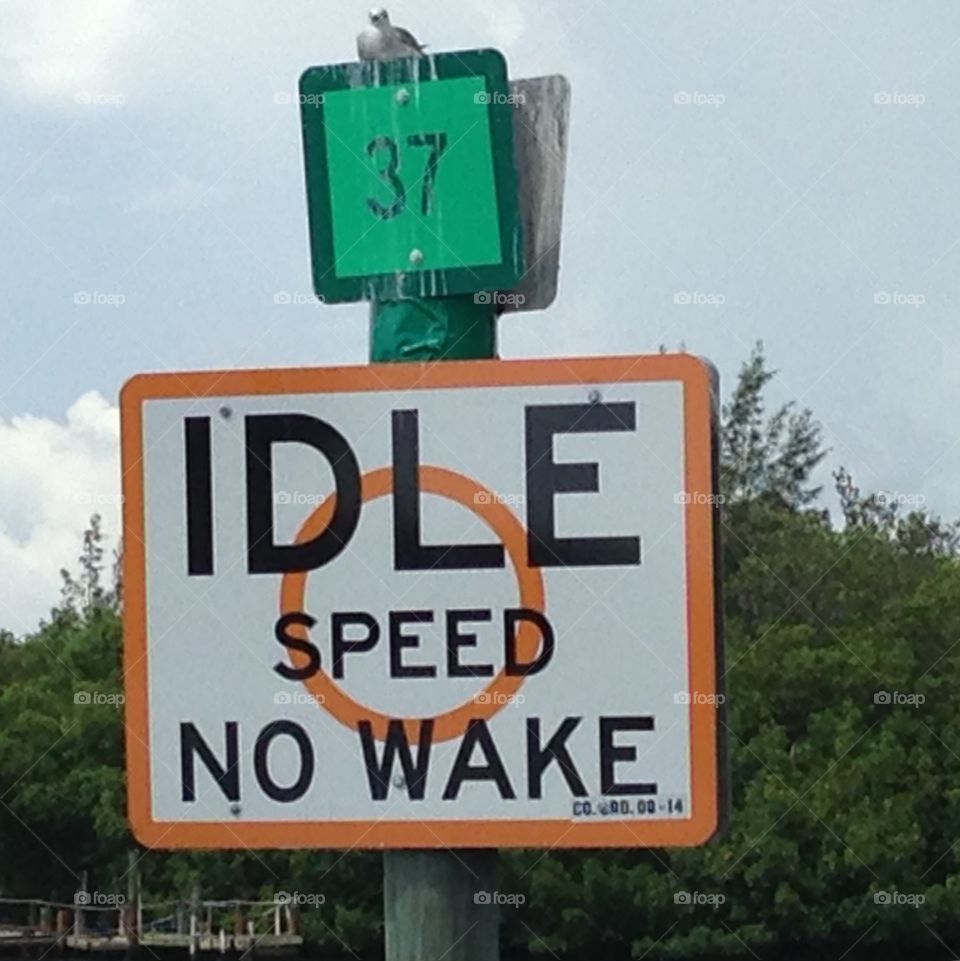 37
IDLE
SPEED
NO WAKE
CO. ORD. 00-14